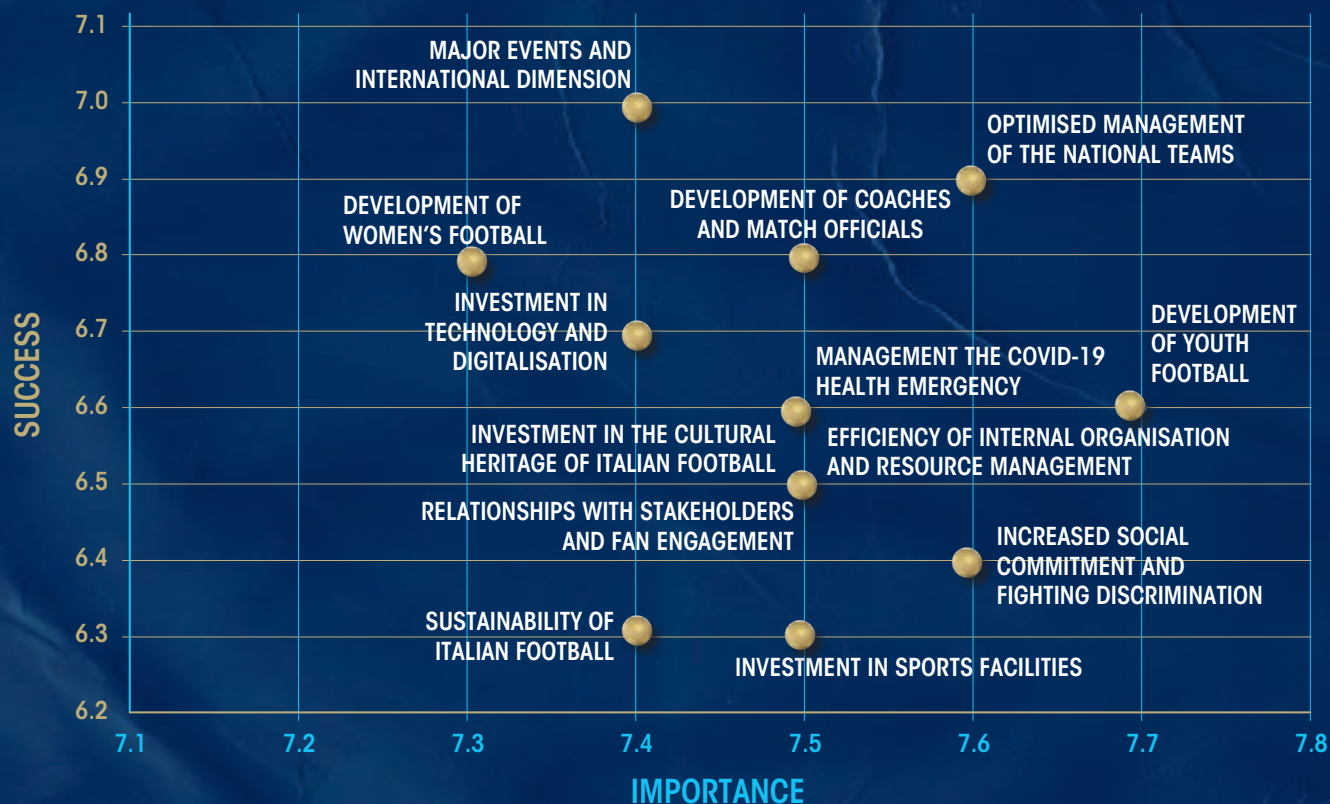 7.1
MAJOR EVENTS AND
INTERNATIONAL DIMENSION
7.0
OPTIMISED MANAGEMENT
OF THE NATIONAL TEAMS
6.9
DEVELOPMENT OF COACHES
AND MATCH OFFICIALS
DEVELOPMENT OF
WOMEN'S FOOTBALL
6.8
INVESTMENT IN
TECHNOLOGY AND
DIGITALISATION
DEVELOPMENT
OF YOUTH
FOOTBALL
6.7
MANAGEMENT THE COVID-19
HEALTH EMERGENCY
SUCCESS
6.6
INVESTMENT IN THE CULTURAL
HERITAGE OF ITALIAN FOOTBALL
EFFICIENCY OF INTERNAL ORGANISATION
AND RESOURCE MANAGEMENT
6.5
RELATIONSHIPS WITH STAKEHOLDERS
AND FAN ENGAGEMENT
INCREASED SOCIAL
COMMITMENT AND
FIGHTING DISCRIMINATION
6.4
SUSTAINABILITY OF
ITALIAN FOOTBALL
6.3
INVESTMENT IN SPORTS FACILITIES
6.2
7.1 7.2 7.3 7.4 7.5 7.6 7.7 7.8
IMPORTANCE